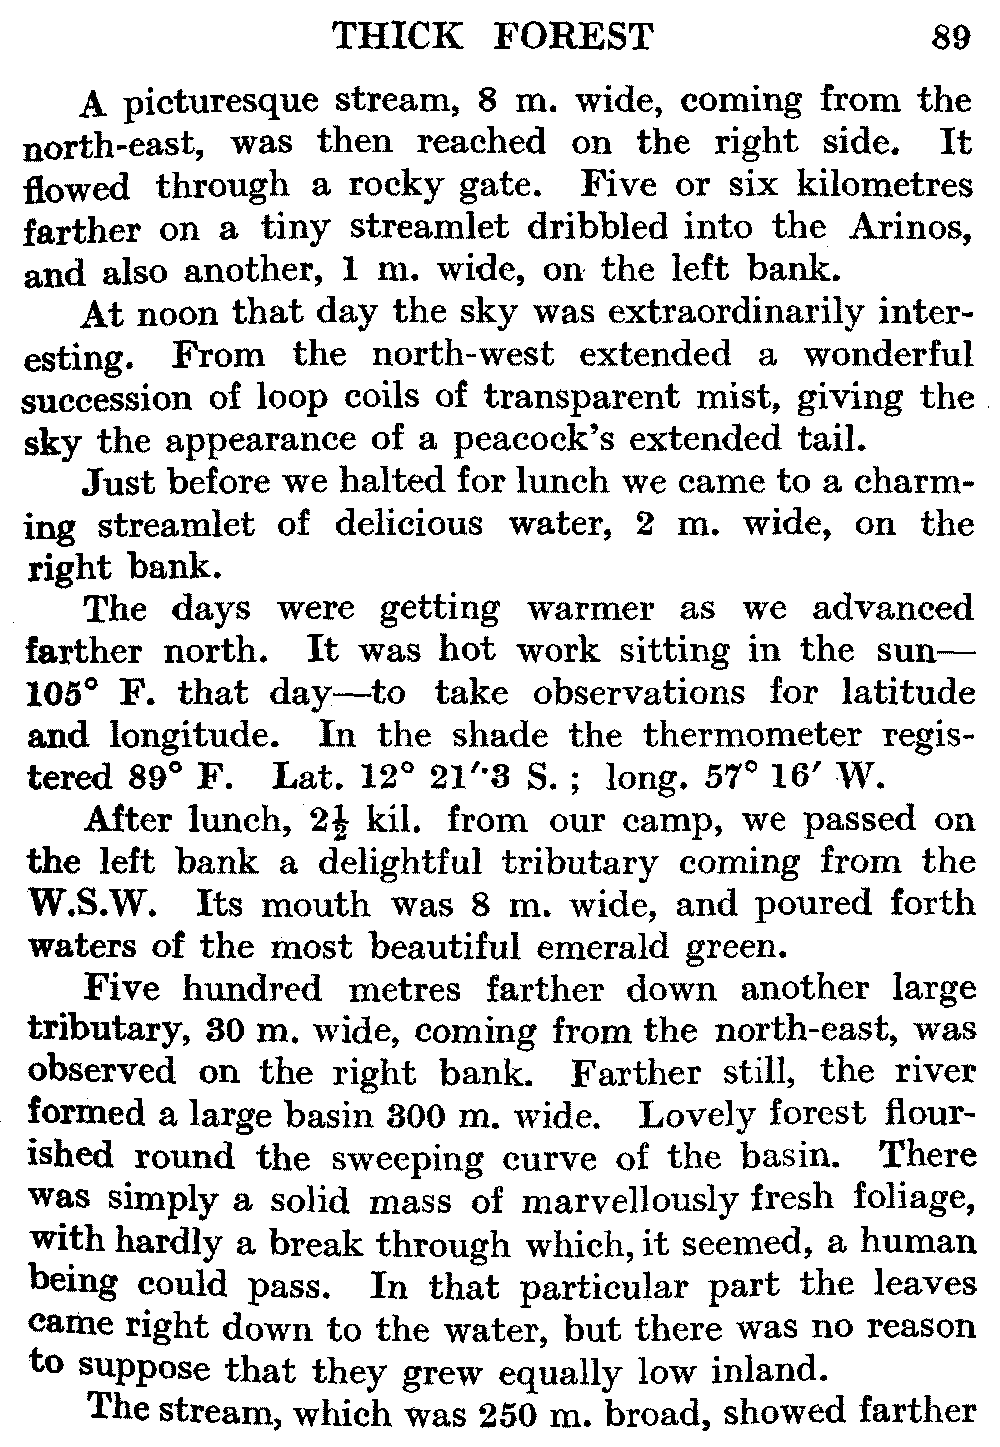 THICK FOREST 89
A picturesque stream, 8 m. wide, coming from the
north-east, was then reached on the right side. It
flowed through a rocky gate. Five or six kilometres
farther on a tiny streamlet dribbled into the Arinos,
and also another, 1 m. wide, on the left bank.
At noon that day the sky was extraordinarily inter-
esting. From the north-west extended a wonderful
succession of loop coils of transparent mist, giving the
sky the appearance of a peacock's extended tail.
Just before we halted for lunch we came to a charm-
ing streamlet of delicious water, 2 m. wide, on the
right bank.
The days were getting warmer as we advanced
farther north. It was hot work sitting in the sun—
105° F. that day—to take observations for latitude
and longitude. In the shade the thermometer regis-
tered 89° F. Lat. 12° 21′·3 S. ; long. 57° 16′ W.
After lunch, 2½ kil. from our camp, we passed on
the left bank a delightful tributary coming from the
W.S.W. Its mouth was 8 m. wide, and poured forth
waters of the most beautiful emerald green.
Five hundred metres farther down another large
tributary, 30 m. wide, coming from the north-east, was
observed on the right bank. Farther still, the river
formed a large basin 300 m. wide. Lovely forest flour-
ished round the sweeping curve of the basin. There
was simply a solid mass of marvellously fresh foliage,
with hardly a break through which, it seemed, a human
being could pass. In that particular part the leaves
came right down to the water, but there was no reason
to suppose that they grew equally low inland.
The stream, which was 250 m. broad, showed farther